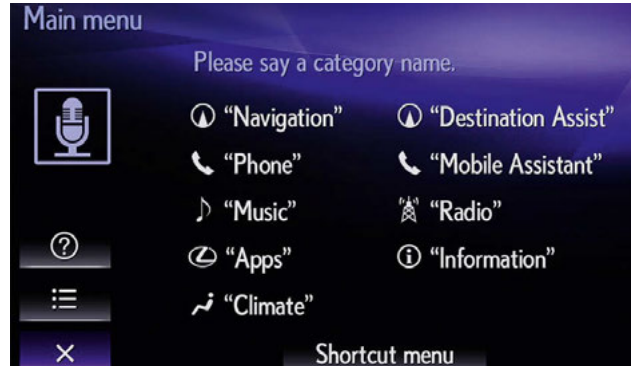 Main menu
Please say a category name.
“Navigation” “Destination Assist”
“Phone” “Mobile Assistant”
“Music” “Radio”
“Apps” “Information”
“Climate”
Shortcut menu